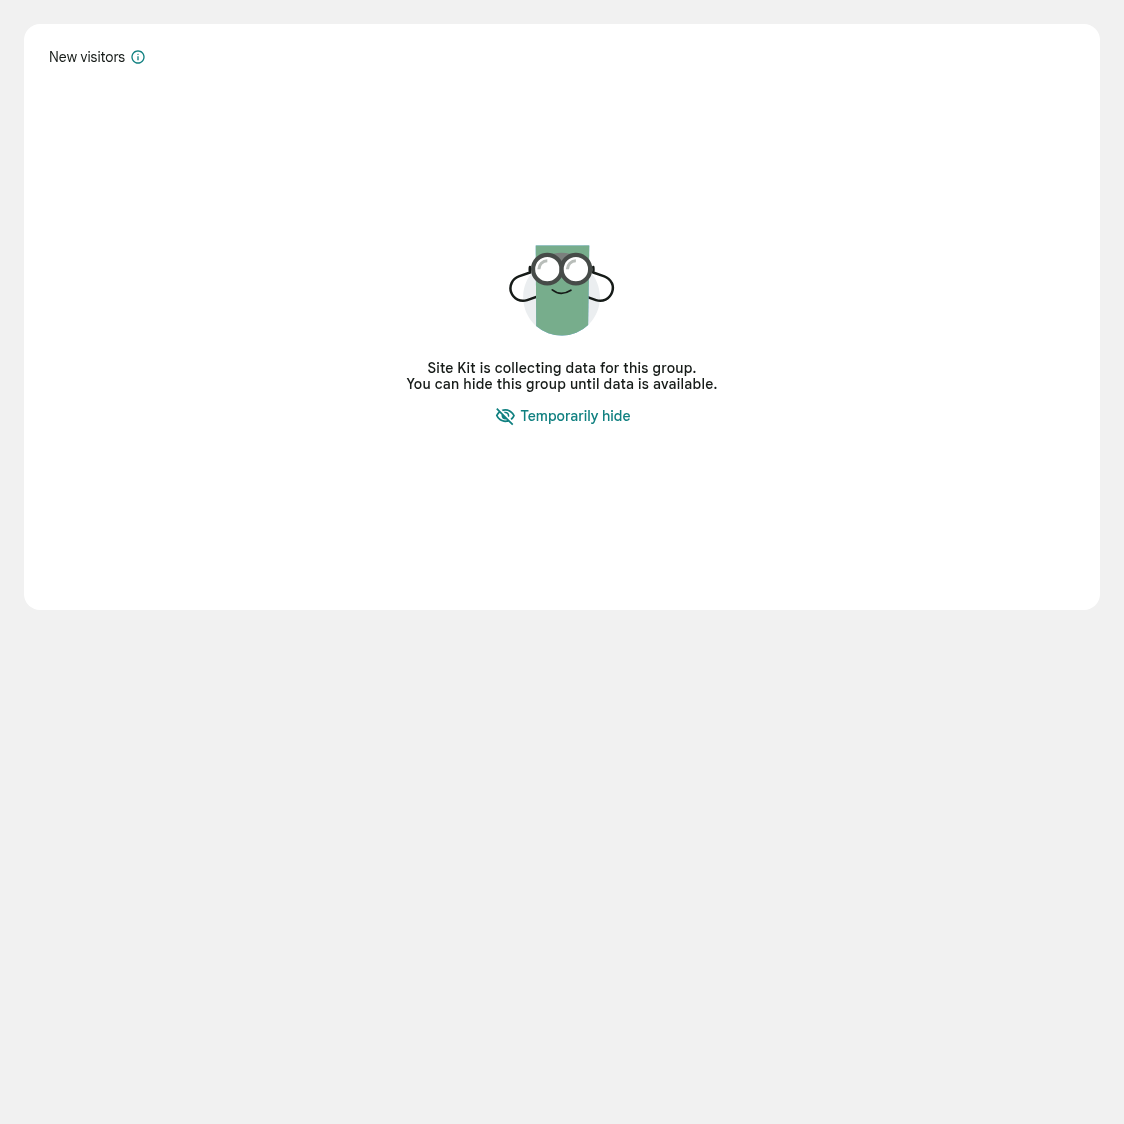 New visitors
Site Kit is collecting data for this group.
You can hide this group until data is available.
Temporarily hide